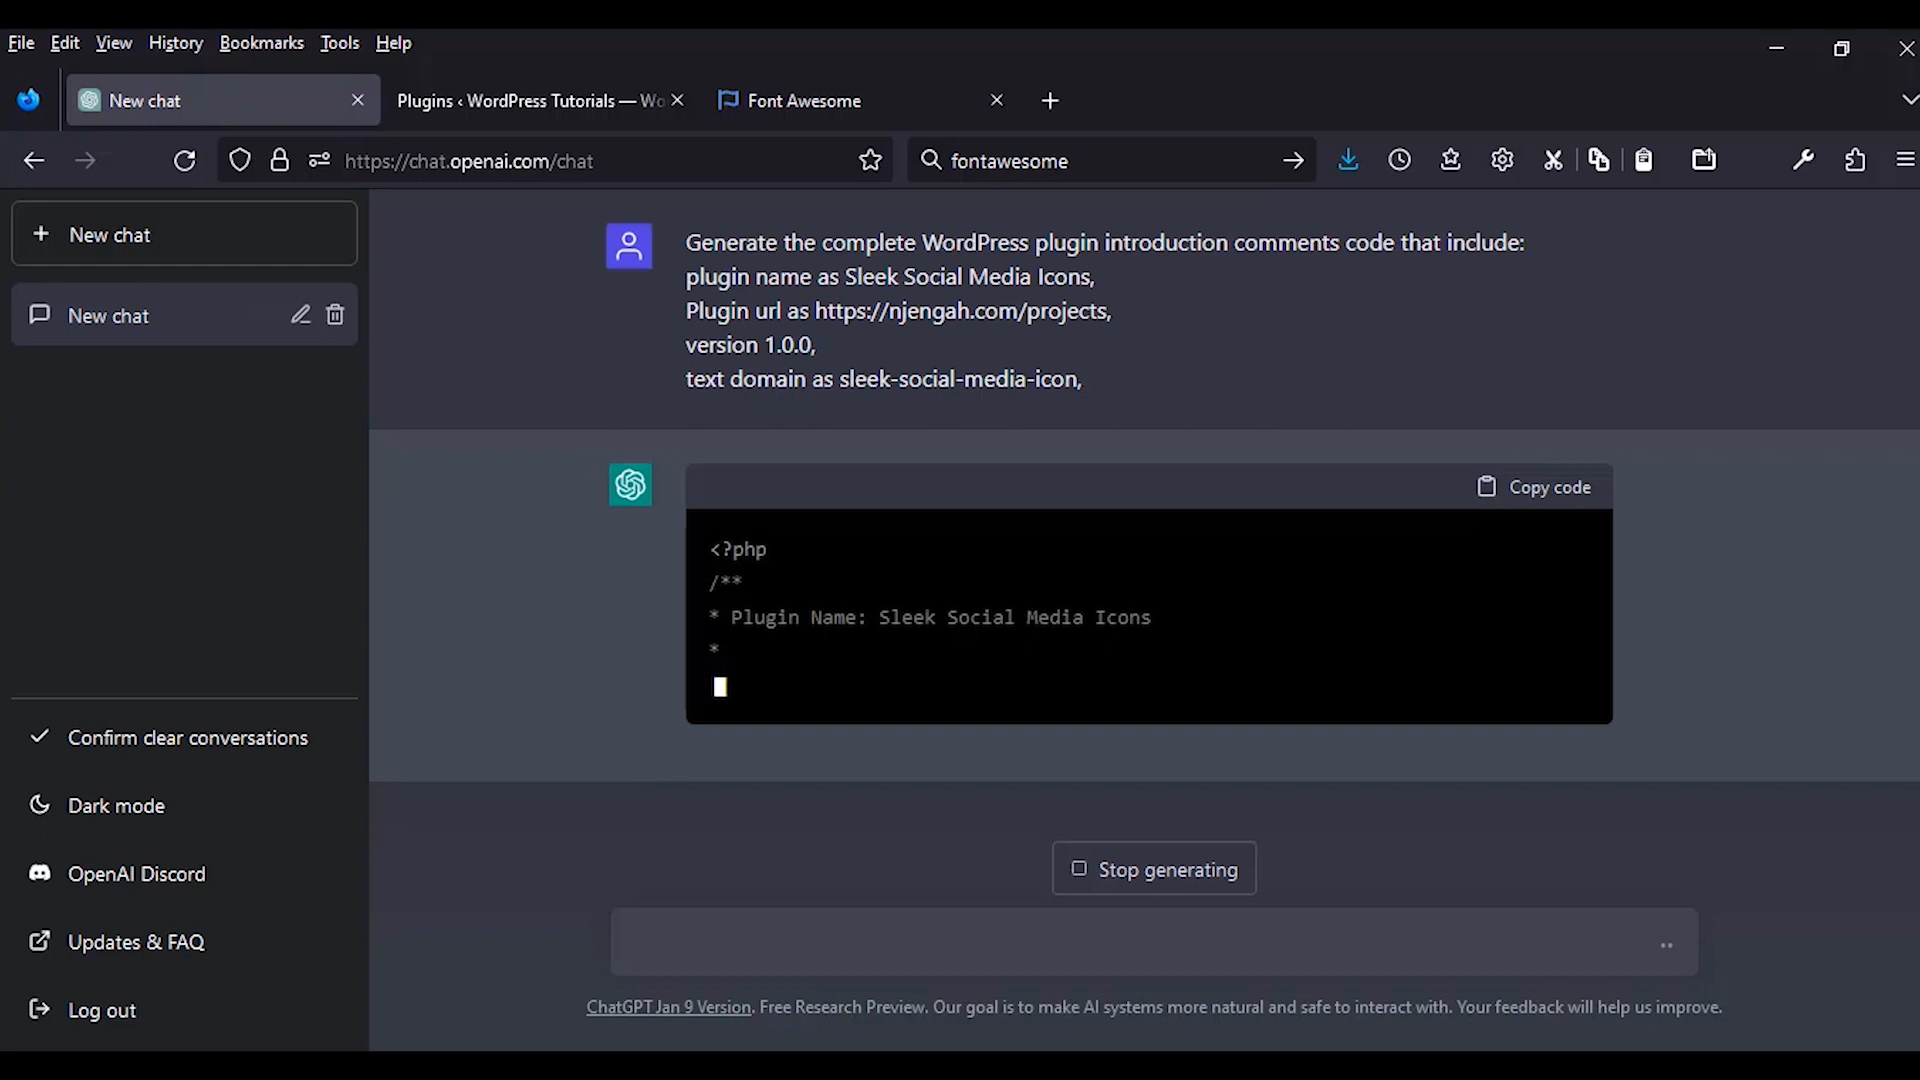 File Edit View History Bookmarks Tools Help
New chat
Plugins ‹ WordPress Tutorials — Wo
Font Awesome
https://chat.openai.com/chat
fontawesome
New chat
New chat
Generate the complete WordPress plugin introduction comments code that include:
plugin name as Sleek Social Media Icons,
Plugin url as https://njengah.com/projects,
version 1.0.0,
text domain as sleek-social-media-icon,
Copy code
<?php
/**
* Plugin Name: Sleek Social Media Icons
*
Confirm clear conversations
Dark mode
OpenAI Discord
Updates & FAQ
Log out
Stop generating
ChatGPT Jan 9 Version. Free Research Preview. Our goal is to make AI systems more natural and safe to interact with. Your feedback will help us improve.